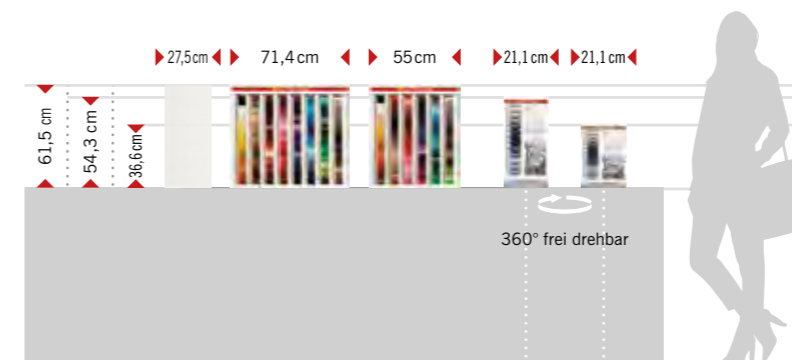 27,5cm
71,4cm
55cm
21,1cm
21,1cm
61,5 cm
54,3 cm
36,6cm
360° frei drehbar